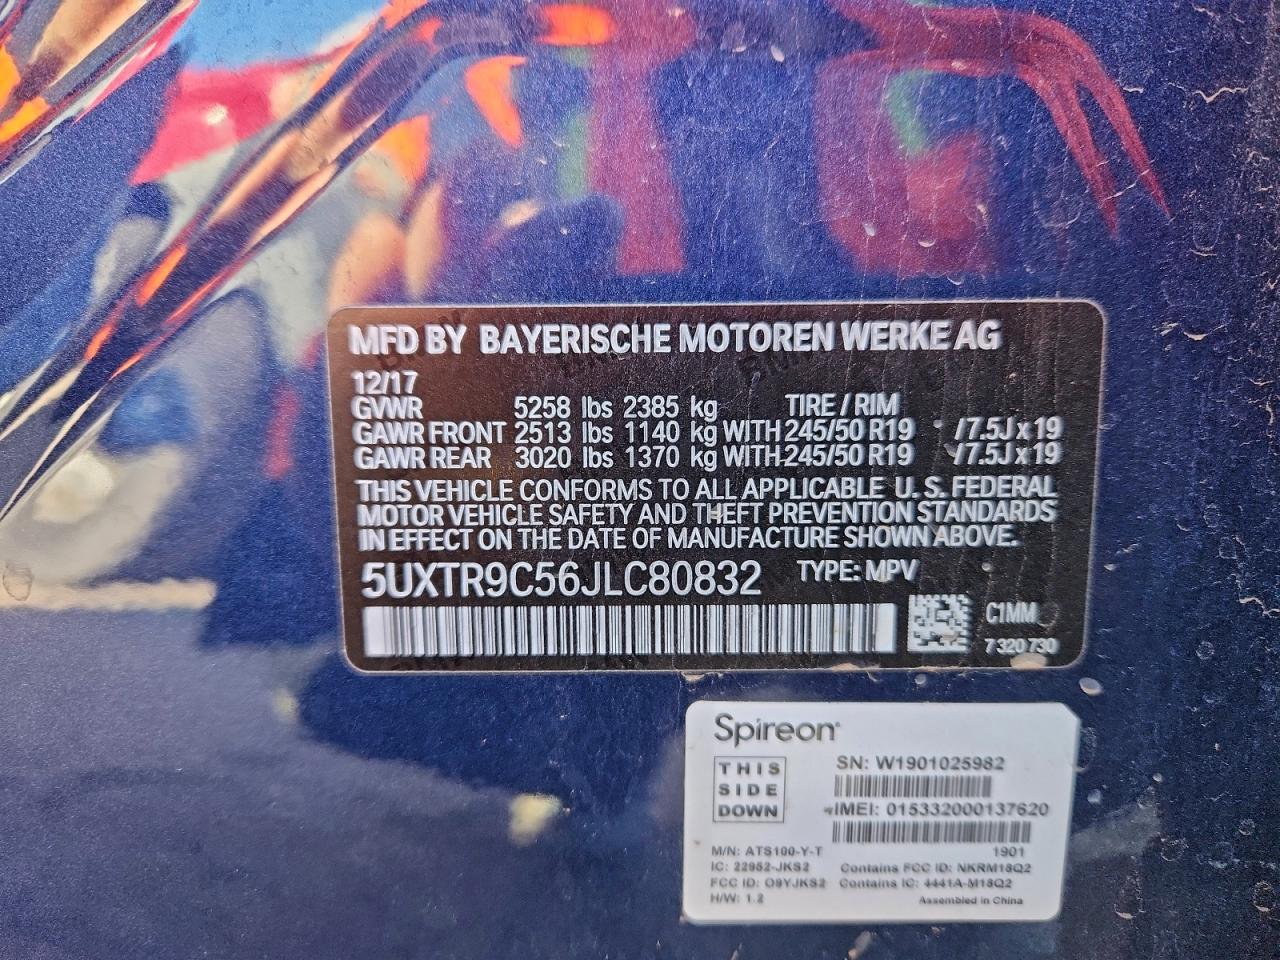 MFD BY BAYERISCHE MOTOREN WERKE AG
12/17
GVWR 5258 lbs 2385 kg TIRE / RIM
GAWR FRONT 2513 lbs 1140 kg WITH 245/50 R19 /7.5J x 19
GAWR REAR 3020 lbs 1370 kg WITH 245/50 R19 /7.5J x 19
THIS VEHICLE CONFORMS TO ALL APPLICABLE U. S. FEDERAL
MOTOR VEHICLE SAFETY AND THEFT PREVENTION STANDARDS
IN EFFECT ON THE DATE OF MANUFACTURE SHOWN ABOVE.
5UXTR9C56JLC80832 TYPE: MPV
C1MM
7 320 730
Spireon
THIS
SIDE
DOWN
SN: W1901025982
IMEI: 015332000137620
M/N: ATS100-Y-T 1901
IC: 22952-JKS2 Contains FCC ID: NKRM18Q2
FCC ID: O9YJKS2 Contains IC: 4441A-M18Q2
H/W: 1.2 Assembled in China